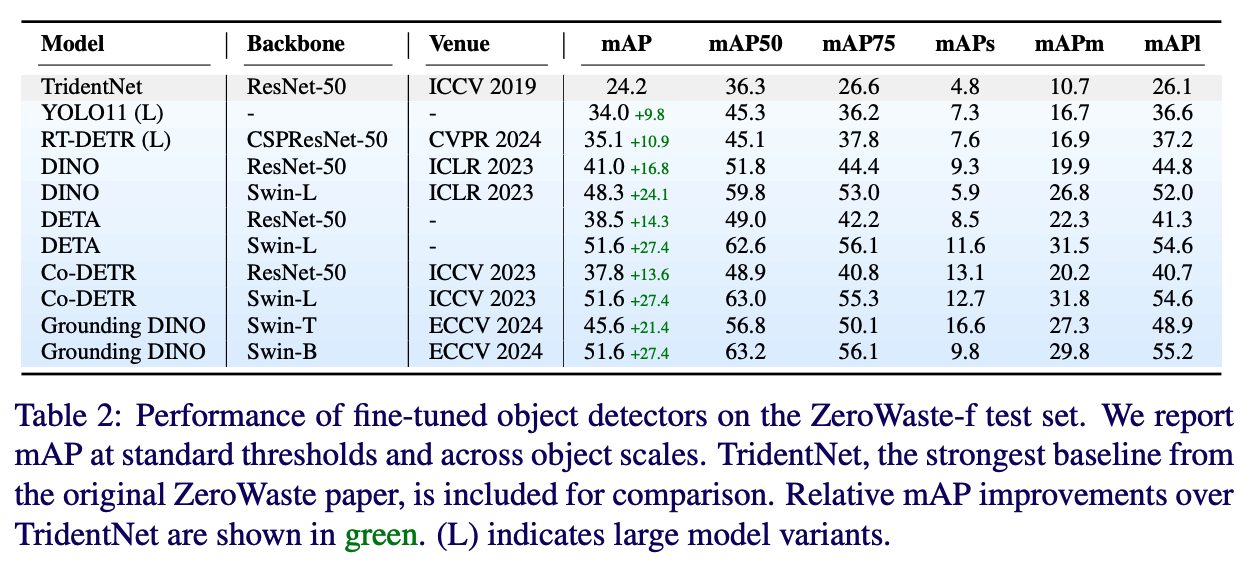 Model Backbone Venue mAP mAP50 mAP75 mAPs mAPm mAPl
TridentNet ResNet-50 ICCV 2019 24.2 36.3 26.6 4.8 10.7 26.1
YOLO11 (L) - - 34.0 +9.8 45.3 36.2 7.3 16.7 36.6
RT-DETR (L) CSPResNet-50 CVPR 2024 35.1 +10.9 45.1 37.8 7.6 16.9 37.2
DINO ResNet-50 ICLR 2023 41.0 +16.8 51.8 44.4 9.3 19.9 44.8
DINO Swin-L ICLR 2023 48.3 +24.1 59.8 53.0 5.9 26.8 52.0
DETA ResNet-50 - 38.5 +14.3 49.0 42.2 8.5 22.3 41.3
DETA Swin-L - 51.6 +27.4 62.6 56.1 11.6 31.5 54.6
Co-DETR ResNet-50 ICCV 2023 37.8 +13.6 48.9 40.8 13.1 20.2 40.7
Co-DETR Swin-L ICCV 2023 51.6 +27.4 63.0 55.3 12.7 31.8 54.6
Grounding DINO Swin-T ECCV 2024 45.6 +21.4 56.8 50.1 16.6 27.3 48.9
Grounding DINO Swin-B ECCV 2024 51.6 +27.4 63.2 56.1 9.8 29.8 55.2
Table 2: Performance of fine-tuned object detectors on the ZeroWaste-f test set. We report
mAP at standard thresholds and across object scales. TridentNet, the strongest baseline from
the original ZeroWaste paper, is included for comparison. Relative mAP improvements over
TridentNet are shown in green. (L) indicates large model variants.